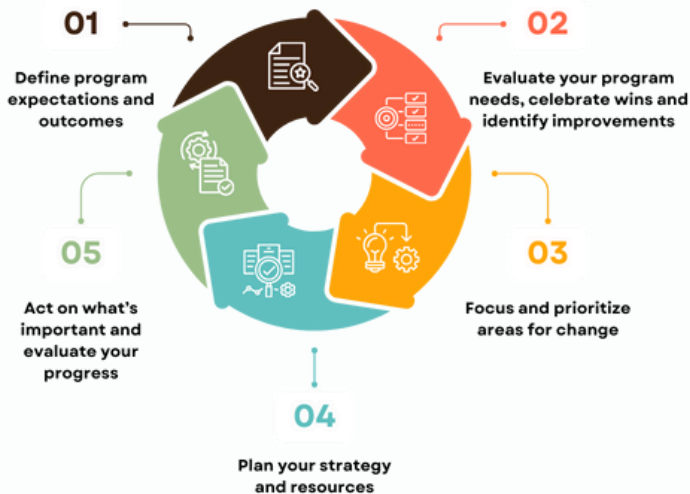 01
Define program
expectations and
outcomes
02
Evaluate your program
needs, celebrate wins and
identify improvements
03
Focus and prioritize
areas for change
04
Plan your strategy
and resources
05
Act on what's
important and
evaluate your
progress